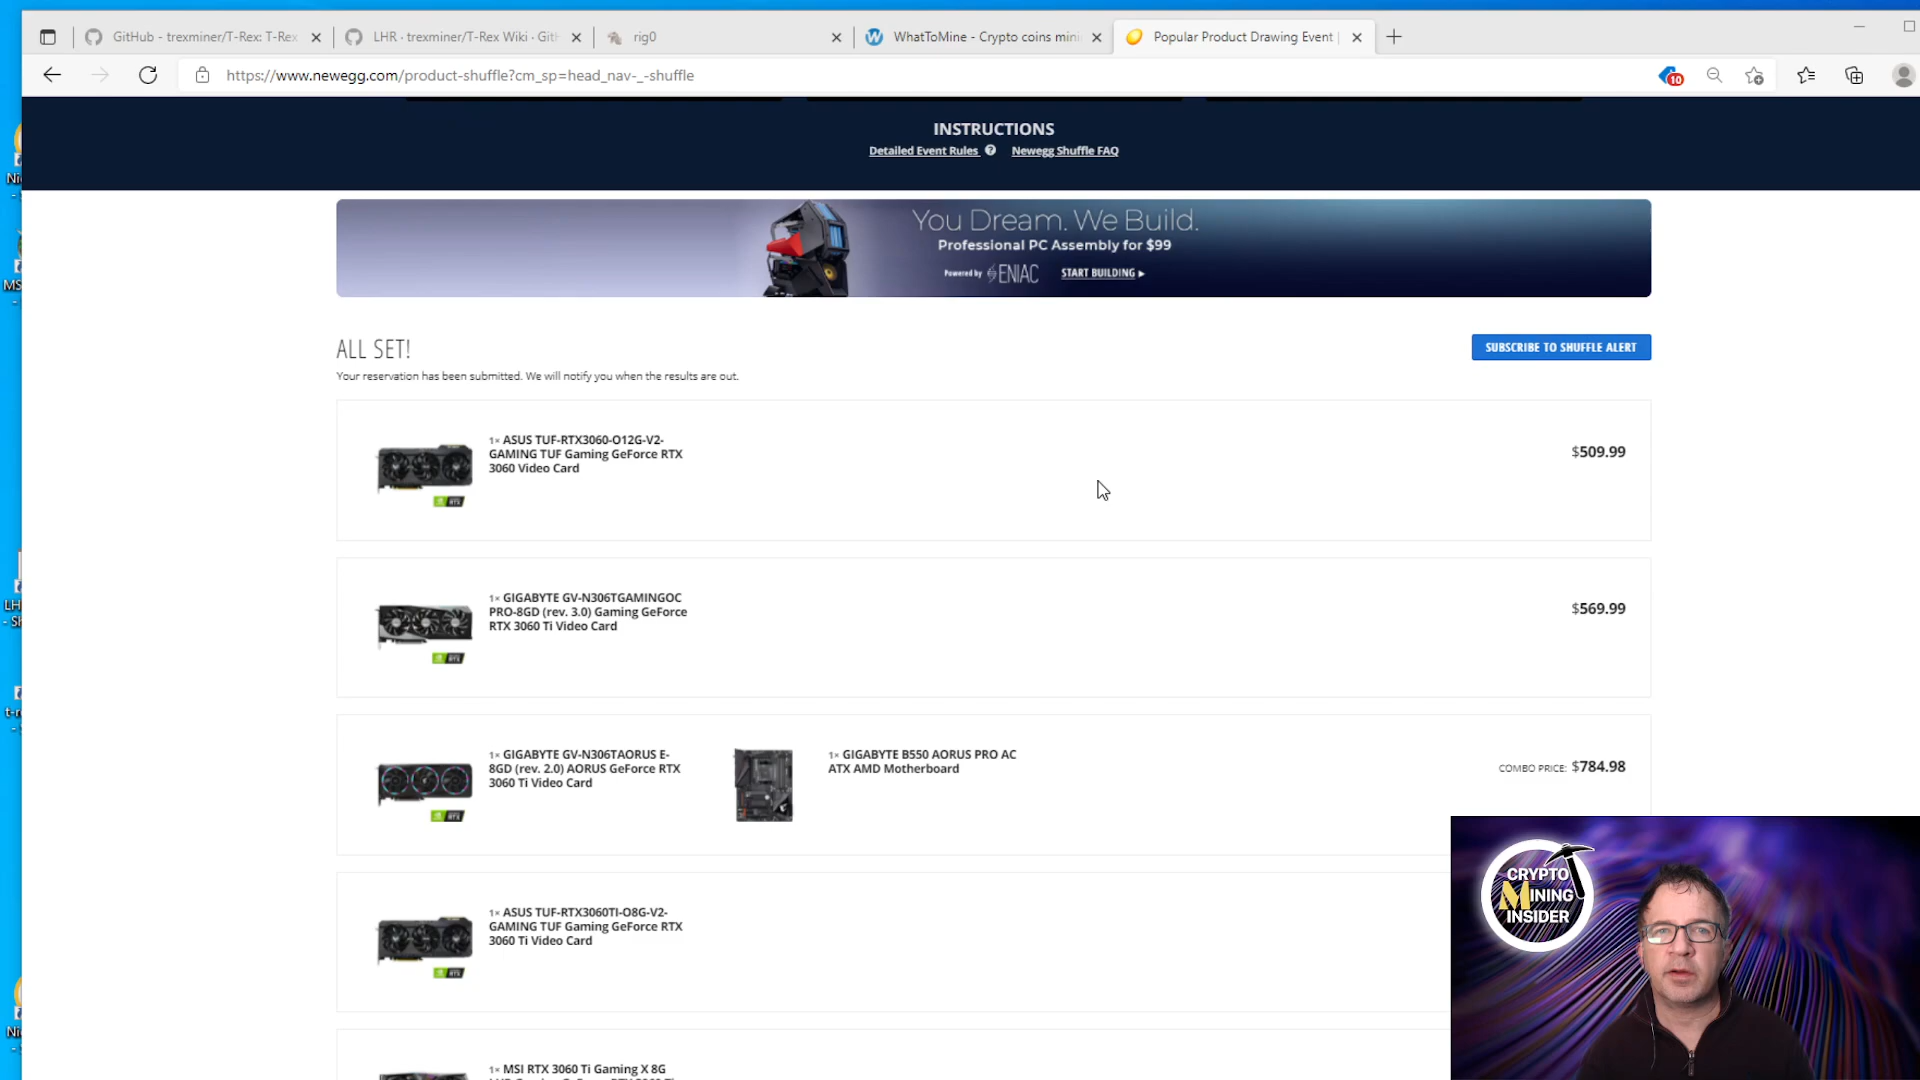 GitHub - trexminer/T-Rex: T-Rex
LHR · trexminer/T-Rex Wiki · Git
rig0
WhatToMine - Crypto coins mini
Popular Product Drawing Event |
https://www.newegg.com/product-shuffle?cm_sp=head_nav-_-shuffle
10
INSTRUCTIONS
Detailed Event Rules ? Newegg Shuffle FAQ
You Dream. We Build.
Professional PC Assembly for $99
Powered by ENIAC START BUILDING ▶
ALL SET!
SUBSCRIBE TO SHUFFLE ALERT
Your reservation has been submitted. We will notify you when the results are out.
1× ASUS TUF-RTX3060-O12G-V2-
GAMING TUF Gaming GeForce RTX
3060 Video Card
$509.99
1× GIGABYTE GV-N306TGAMINGOC
PRO-8GD (rev. 3.0) Gaming GeForce
RTX 3060 Ti Video Card
$569.99
1× GIGABYTE GV-N306TAORUS E-
8GD (rev. 2.0) AORUS GeForce RTX
3060 Ti Video Card
1× GIGABYTE B550 AORUS PRO AC
ATX AMD Motherboard
COMBO PRICE: $784.98
1× ASUS TUF-RTX3060TI-O8G-V2-
GAMING TUF Gaming GeForce RTX
3060 Ti Video Card
1× MSI RTX 3060 Ti Gaming X 8G
CRYPTO
MINING
INSIDER